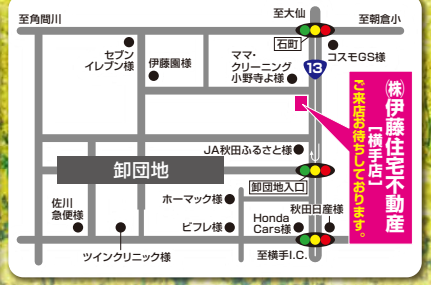 至角間川
至大仙
至朝倉小
石町
セブン
イレブン様
伊藤園様
ママ・
クリーニング
小野寺よ様
コスモGS様
13
㈱伊藤住宅不動産
【横手店】
ご来店お待ちしております。
JA秋田ふるさと様
卸団地
卸団地入口
佐川
急便様
ホーマック様
ビフレ様
Honda
Cars様
秋田日産様
ツインクリニック様
至横手I.C.